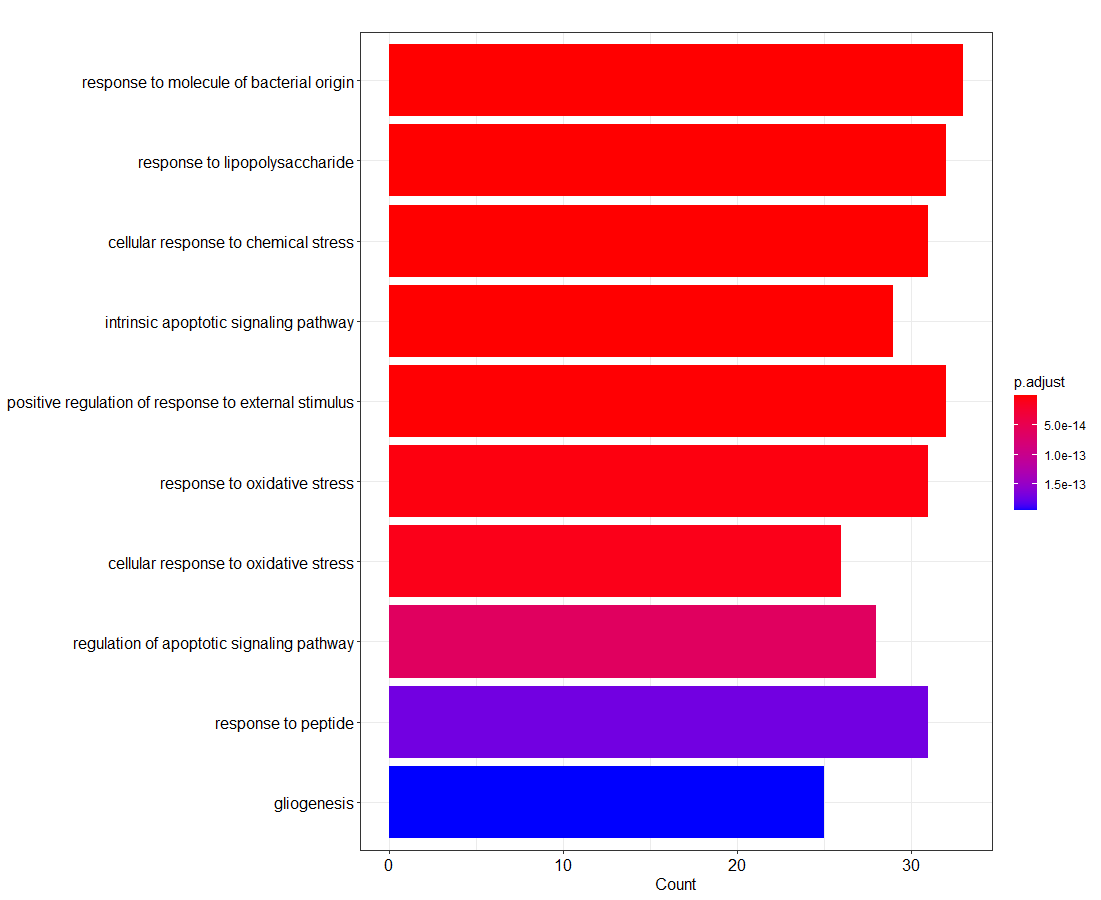 response to molecule of bacterial origin
response to lipopolysaccharide
cellular response to chemical stress
intrinsic apoptotic signaling pathway
positive regulation of response to external stimulus
response to oxidative stress
cellular response to oxidative stress
regulation of apoptotic signaling pathway
response to peptide
gliogenesis
0 10 20 30
Count
p.adjust
5.0e-14
1.0e-13
1.5e-13